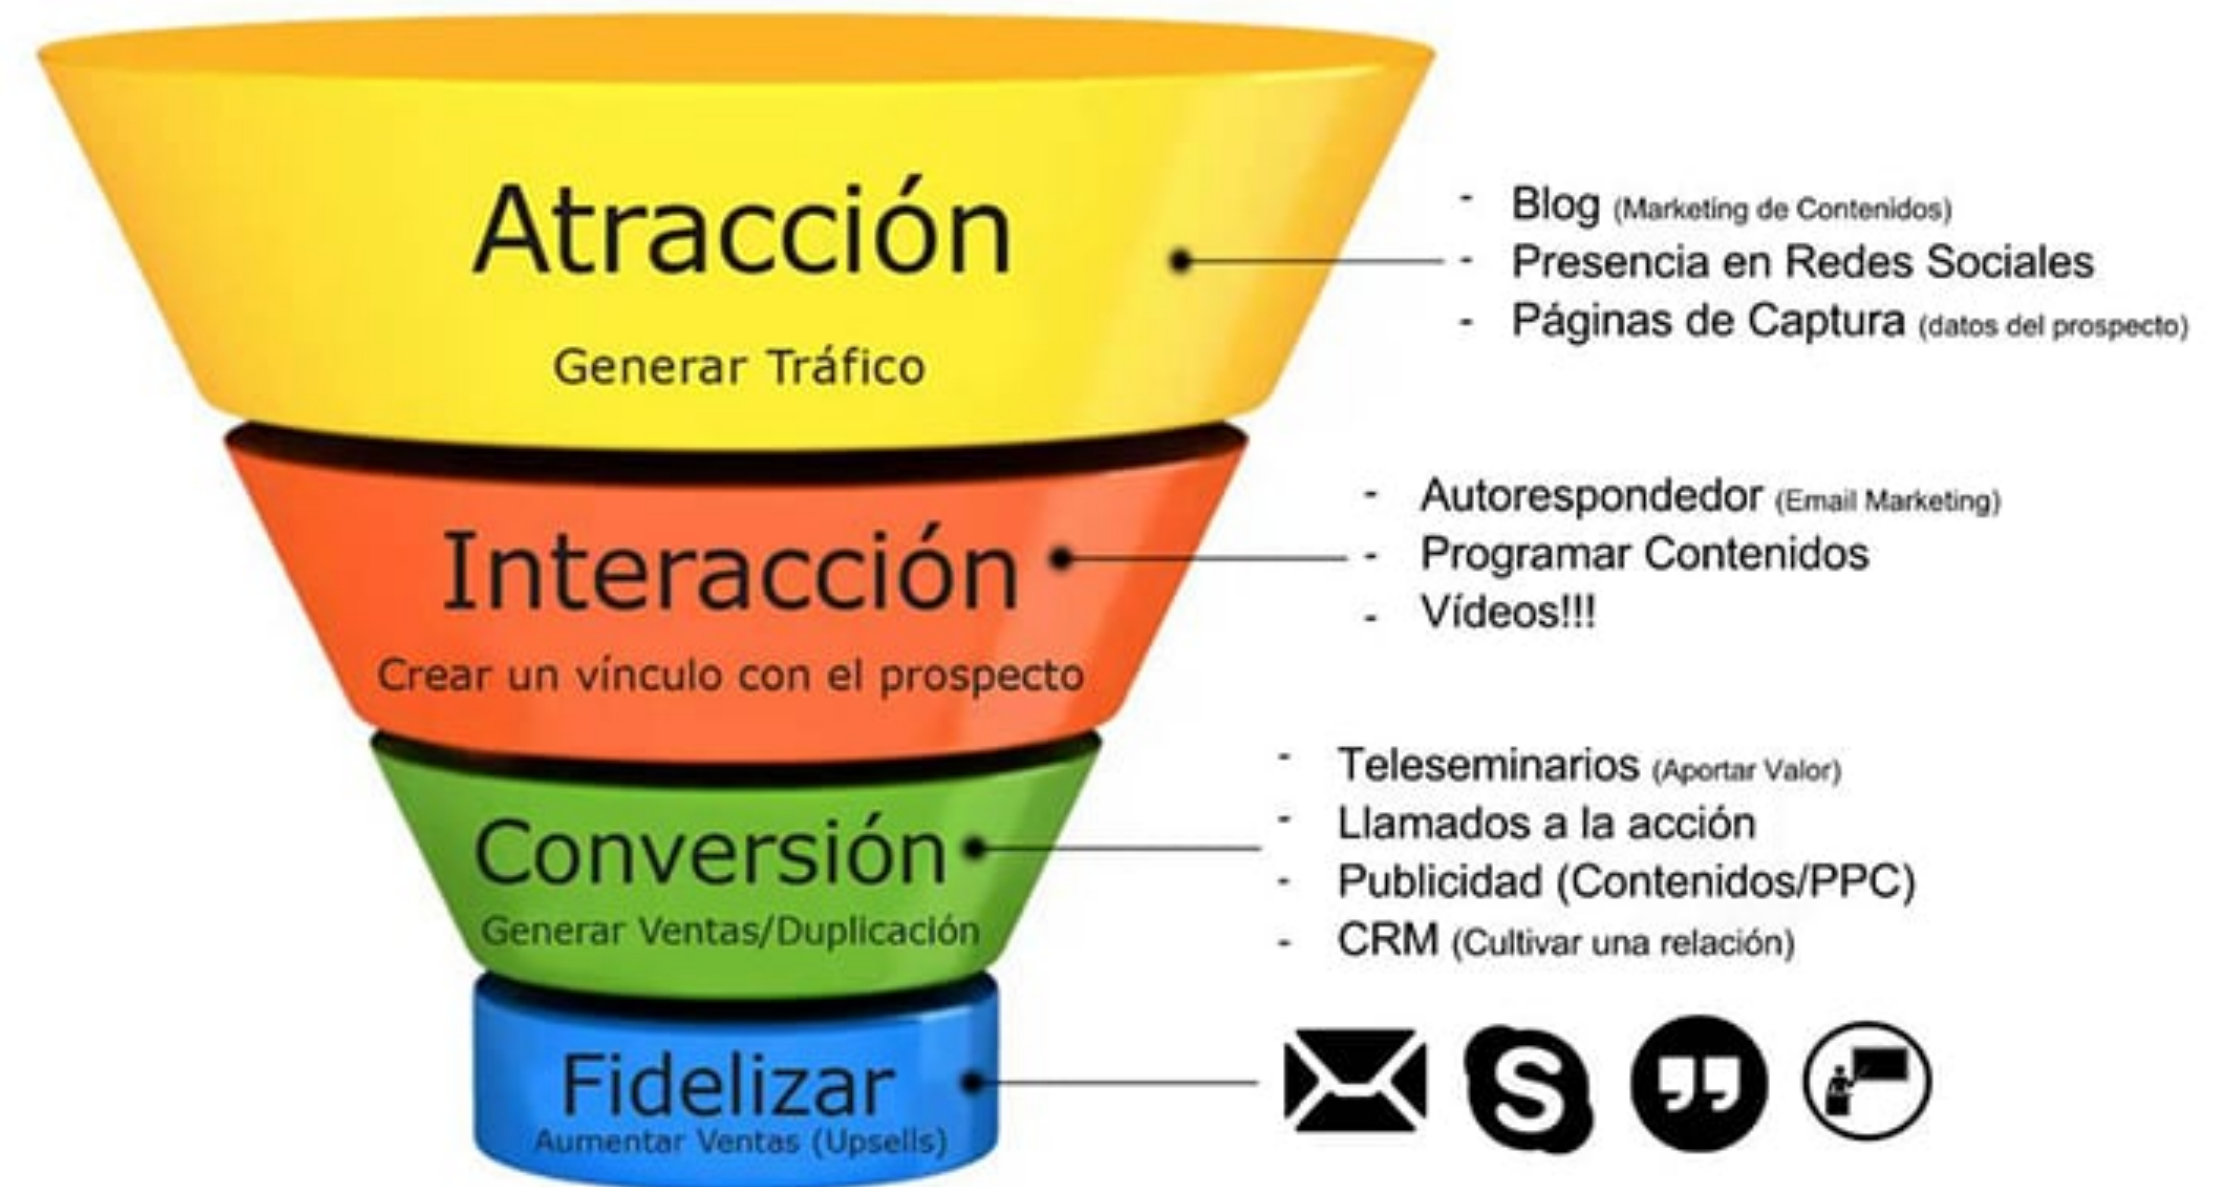 Atracción
Generar Tráfico
- Blog (Marketing de Contenidos)
- Presencia en Redes Sociales
- Páginas de Captura (datos del prospecto)
Interacción
Crear un vínculo con el prospecto
- Autorespondedor (Email Marketing)
- Programar Contenidos
- Vídeos!!!
Conversión
Generar Ventas/Duplicación
- Teleseminarios (Aportar Valor)
- Llamados a la acción
- Publicidad (Contenidos/PPC)
- CRM (Cultivar una relación)
Fidelizar
Aumentar Ventas (Upsells)